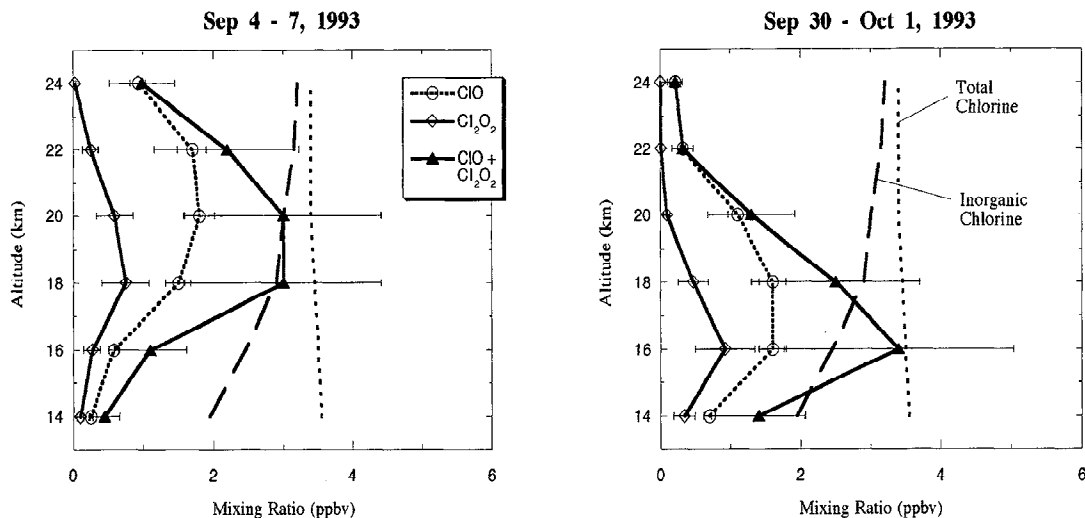 Sep 4 - 7, 1993
Altitude (km)
24
22
20
18
16
14
0
2
4
6
Mixing Ratio (ppbv)
ClO
Cl₂O₂
ClO +
Cl₂O₂
Sep 30 - Oct 1, 1993
Altitude (km)
24
22
20
18
16
14
0
2
4
6
Mixing Ratio (ppbv)
Total
Chlorine
Inorganic
Chlorine